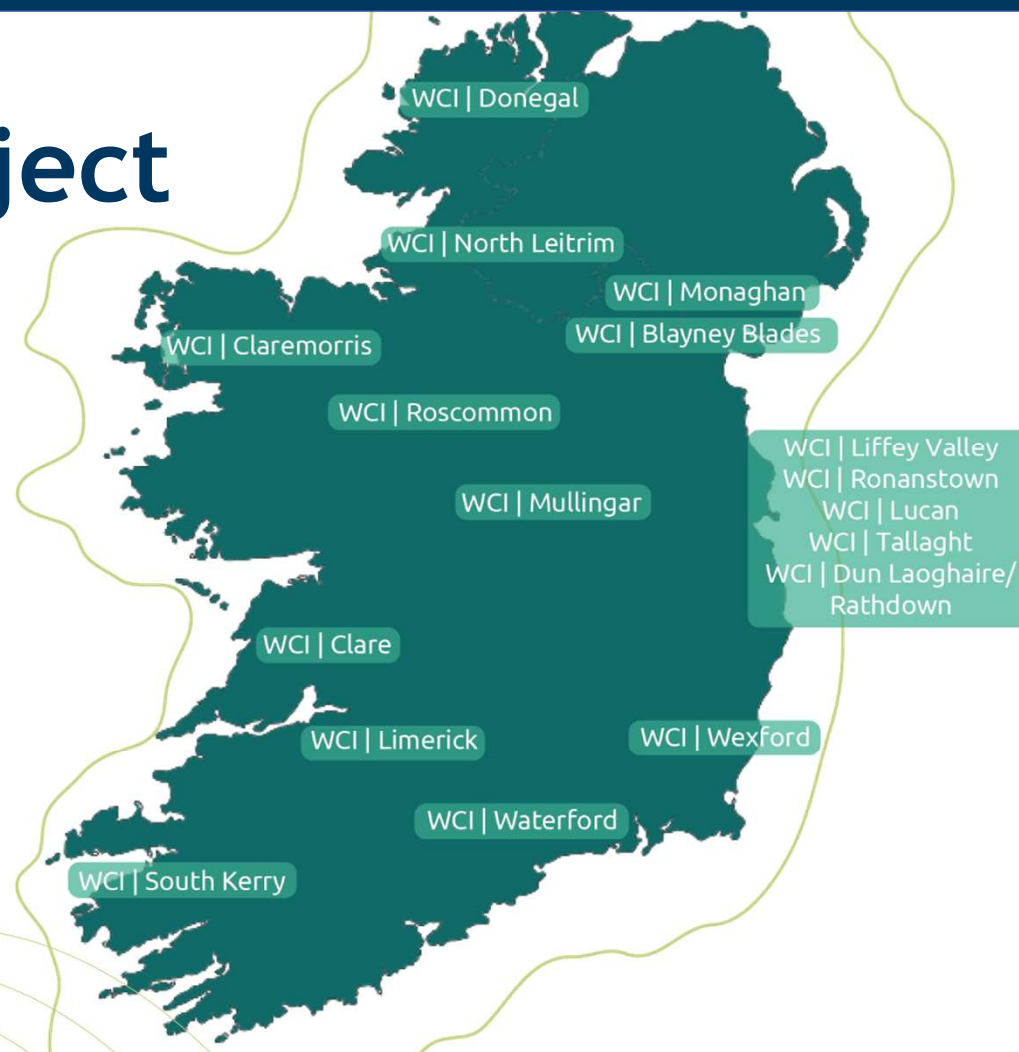 ject
WCI | Donegal
WCI | North Leitrim
WCI | Monaghan
WCI | Blayney Blades
WCI | Claremorris
WCI | Roscommon
WCI | Liffey Valley
WCI | Ronanstown
WCI | Lucan
WCI | Tallaght
WCI | Dun Laoghaire/
Rathdown
WCI | Mullingar
WCI | Clare
WCI | Limerick
WCI | Wexford
WCI | Waterford
WCI | South Kerry